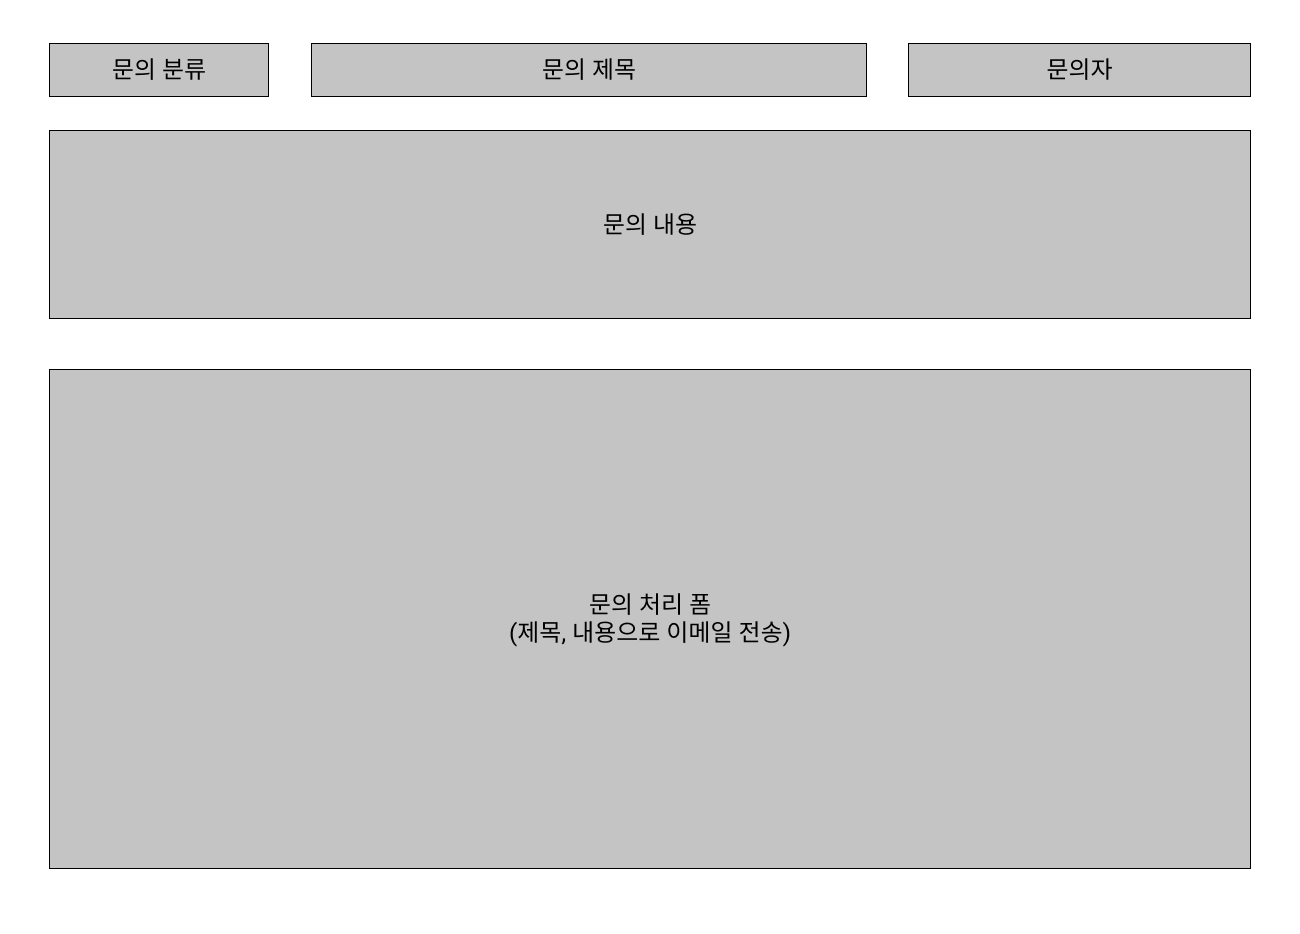 문의 분류
문의 제목
문의자
문의 내용
문의 처리 폼
(제목, 내용으로 이메일 전송)